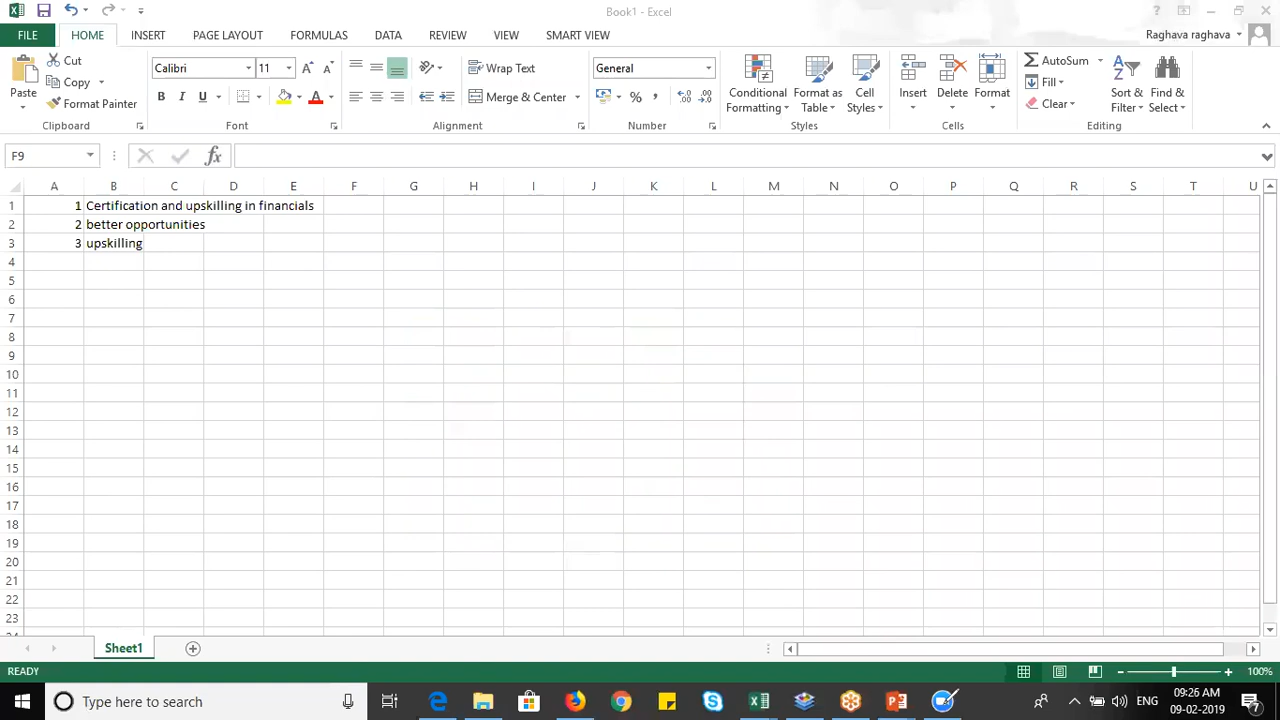 Book1 - Excel
?
FILE
HOME
INSERT
PAGE LAYOUT
FORMULAS
DATA
REVIEW
VIEW
SMART VIEW
Raghava raghava
Paste
Cut
Copy
Format Painter
Clipboard
Calibri
11
B I U
Font
Wrap Text
Merge & Center
Alignment
General
% ,
Number
Conditional Formatting
Format as Table
Cell Styles
Styles
Insert
Delete
Format
Cells
AutoSum
Fill
Clear
Sort & Filter
Find & Select
Editing
F9
fx
A B C D E F G H I J K L M N O P Q R S T U
1 1 Certification and upskilling in financials
2 2 better opportunities
3 3 upskilling
4
5
6
7
8
9
10
11
12
13
14
15
16
17
18
19
20
21
22
23
24
Sheet1
READY
100%
Type here to search
ENG
09:26 AM
09-02-2019
7